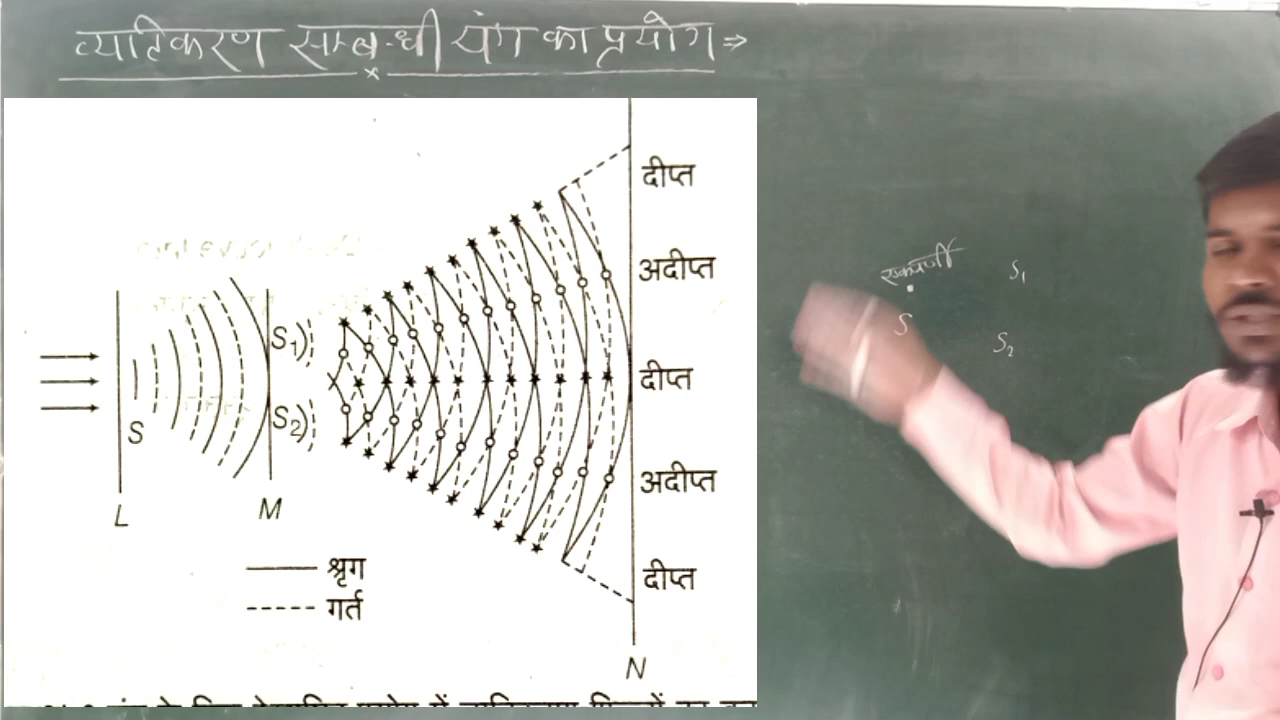 व्यतिकरण सम्बन्धी यंग का प्रयोग ⇒
दीप्त
अदीप्त
S₁
S₂
दीप्त
S
अदीप्त
L
M
श्रृग
गर्त
दीप्त
N
एकवर्णी
S
S₁
S₂